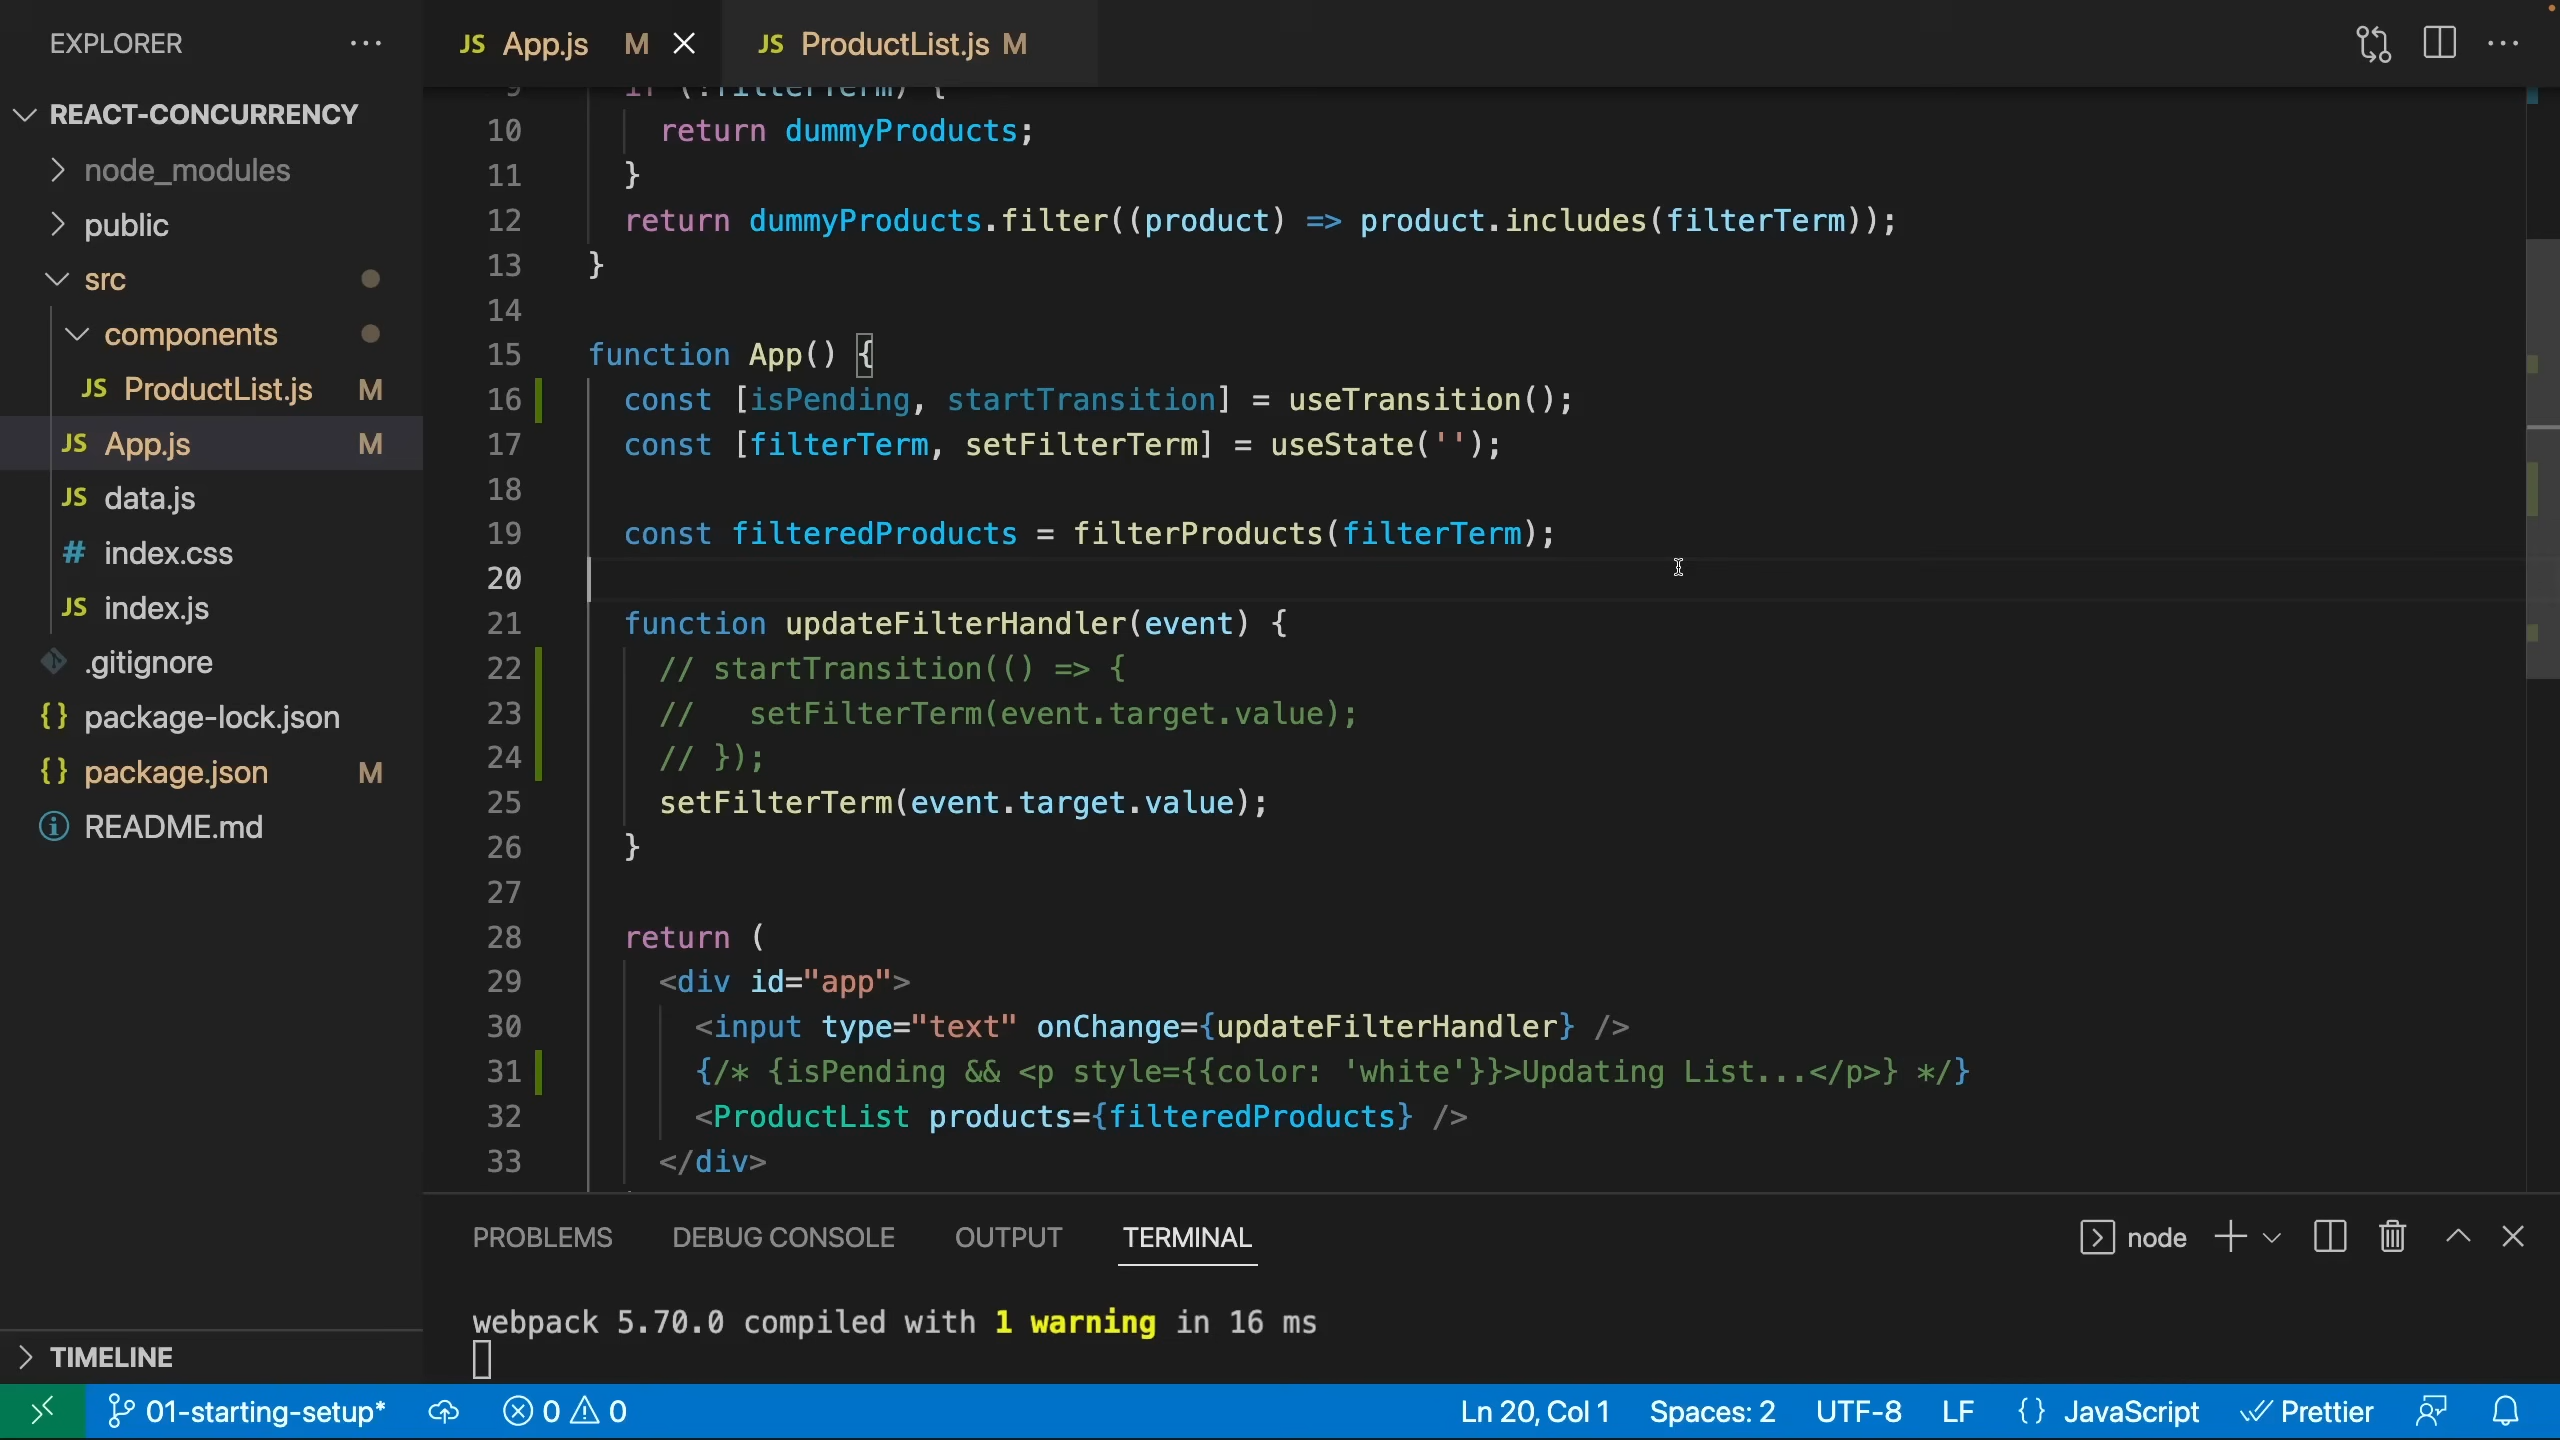 EXPLORER
REACT-CONCURRENCY
node_modules
public
src
components
JS ProductList.js M
JS App.js M
JS data.js
# index.css
JS index.js
.gitignore
{} package-lock.json
{} package.json M
README.md
TIMELINE
JS App.js M
JS ProductList.js M
9 if (!filterTerm) {
10 return dummyProducts;
11 }
12 return dummyProducts.filter((product) => product.includes(filterTerm));
13 }
14
15 function App() {
16 const [isPending, startTransition] = useTransition();
17 const [filterTerm, setFilterTerm] = useState('');
18
19 const filteredProducts = filterProducts(filterTerm);
20
21 function updateFilterHandler(event) {
22 // startTransition(() => {
23 //   setFilterTerm(event.target.value);
24 // });
25 setFilterTerm(event.target.value);
26 }
27
28 return (
29 <div id="app">
30 <input type="text" onChange={updateFilterHandler} />
31 {/* {isPending && <p style={{color: 'white'}}>Updating List...</p>} */}
32 <ProductList products={filteredProducts} />
33 </div>
PROBLEMS DEBUG CONSOLE OUTPUT TERMINAL node
webpack 5.70.0 compiled with 1 warning in 16 ms
01-starting-setup* 0 0 Ln 20, Col 1 Spaces: 2 UTF-8 LF {} JavaScript Prettier